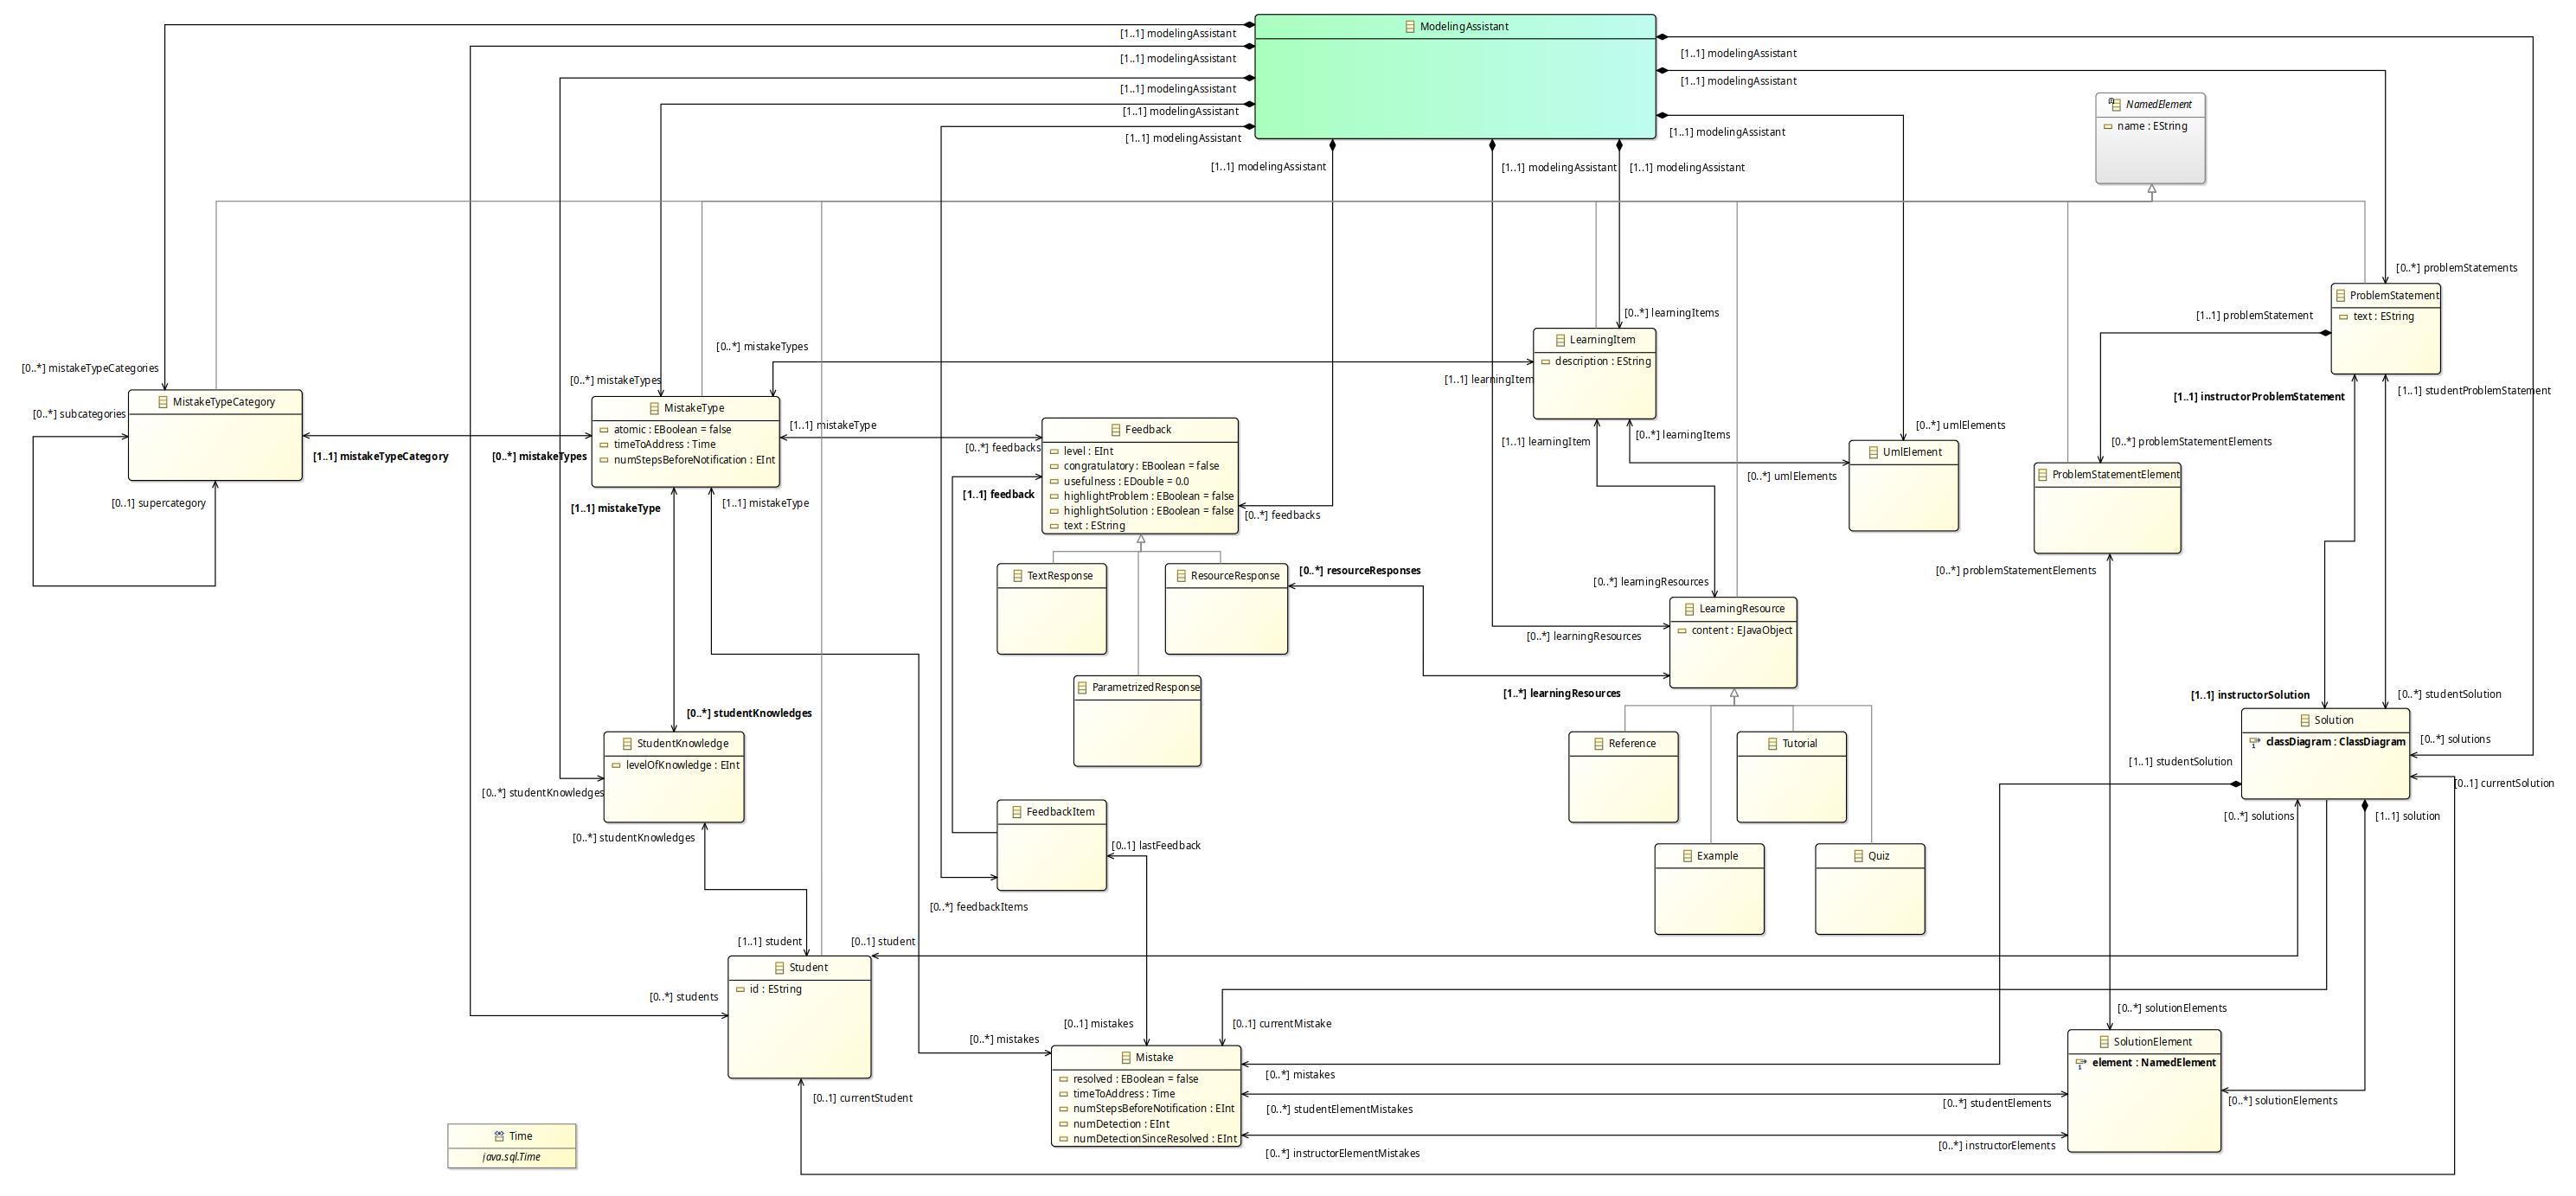 ModelingAssistant
[1..1] modelingAssistant
[1..1] modelingAssistant
[1..1] modelingAssistant
[1..1] modelingAssistant
[1..1] modelingAssistant
[1..1] modelingAssistant
[1..1] modelingAssistant
[1..1] modelingAssistant
[1..1] modelingAssistant
[1..1] modelingAssistant
[1..1] modelingAssistant
NamedElement
name : EString
[0..*] problemStatements
ProblemStatement
text : EString
[1..1] problemStatement
[0..*] learningItems
LearningItem
description : EString
[0..*] mistakeTypes
[1..1] learningItem
[0..*] mistakeTypeCategories
MistakeTypeCategory
[0..*] subcategories
[0..1] supercategory
[1..1] mistakeTypeCategory
[0..*] mistakeTypes
[0..*] mistakeTypes
MistakeType
atomic : EBoolean = false
timeToAddress : Time
numStepsBeforeNotification : EInt
[1..1] mistakeType
[1..1] mistakeType
[1..1] mistakeType
[0..*] feedbacks
Feedback
level : EInt
congratulatory : EBoolean = false
usefulness : EDouble = 0.0
highlightProblem : EBoolean = false
highlightSolution : EBoolean = false
text : EString
[1..1] feedback
[0..*] feedbacks
[1..1] learningItem
[0..*] learningItems
[0..*] umlElements
UmlElement
[0..*] umlElements
[1..1] instructorProblemStatement
[1..1] studentProblemStatement
[0..*] problemStatementElements
ProblemStatementElement
[0..*] problemStatementElements
TextResponse
ResourceResponse
[0..*] resourceResponses
ParametrizedResponse
[0..*] learningResources
LearningResource
content : EJavaObject
[0..*] learningResources
[1..*] learningResources
Reference
Tutorial
Example
Quiz
[0..*] studentKnowledges
StudentKnowledge
levelOfKnowledge : EInt
[0..*] studentKnowledges
[0..*] studentKnowledges
[1..1] instructorSolution
[0..*] studentSolution
Solution
classDiagram : ClassDiagram
[0..*] solutions
[1..1] studentSolution
[0..1] currentSolution
[0..*] solutions
[1..1] solution
FeedbackItem
[0..1] lastFeedback
[0..*] feedbackItems
[1..1] student
[0..1] student
Student
id : EString
[0..*] students
[0..1] currentStudent
[0..1] mistakes
[0..1] currentMistake
[0..*] mistakes
Mistake
resolved : EBoolean = false
timeToAddress : Time
numStepsBeforeNotification : EInt
numDetection : EInt
numDetectionSinceResolved : EInt
[0..*] mistakes
[0..*] studentElementMistakes
[0..*] instructorElementMistakes
[0..*] solutionElements
SolutionElement
element : NamedElement
[0..*] studentElements
[0..*] instructorElements
[0..*] solutionElements
Time
java.sql.Time